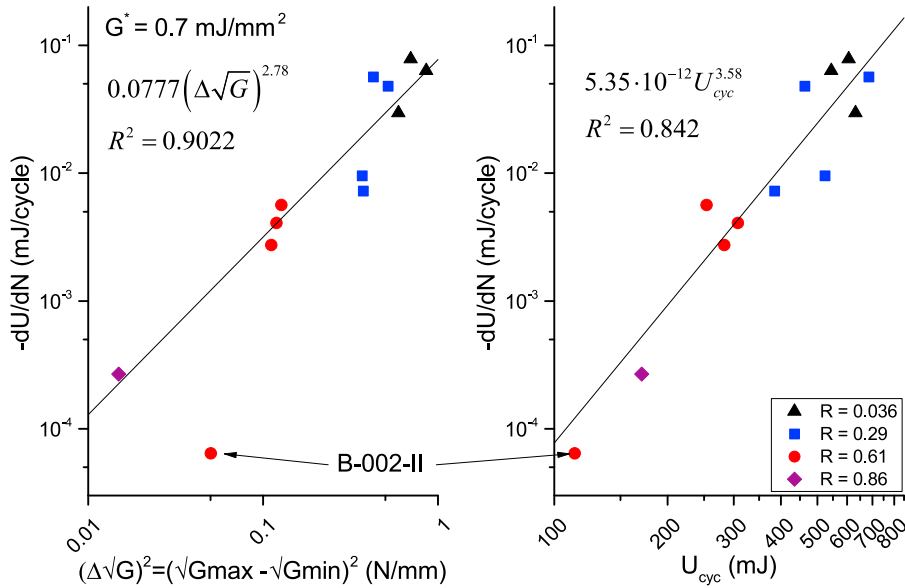 G* = 0.7 mJ/mm²
0.0777(Δ√G)^2.78
R² = 0.9022
-dU/dN (mJ/cycle)
10⁻¹
10⁻²
10⁻³
10⁻⁴
0.01
0.1
1
(Δ√G)²=(√Gmax -√Gmin)² (N/mm)
B-002-II
5.35·10⁻¹² U_cyc^3.58
R² = 0.842
-dU/dN (mJ/cycle)
10⁻¹
10⁻²
10⁻³
10⁻⁴
R = 0.036
R = 0.29
R = 0.61
R = 0.86
100
200
300
400
500
600
700
800
U_cyc (mJ)